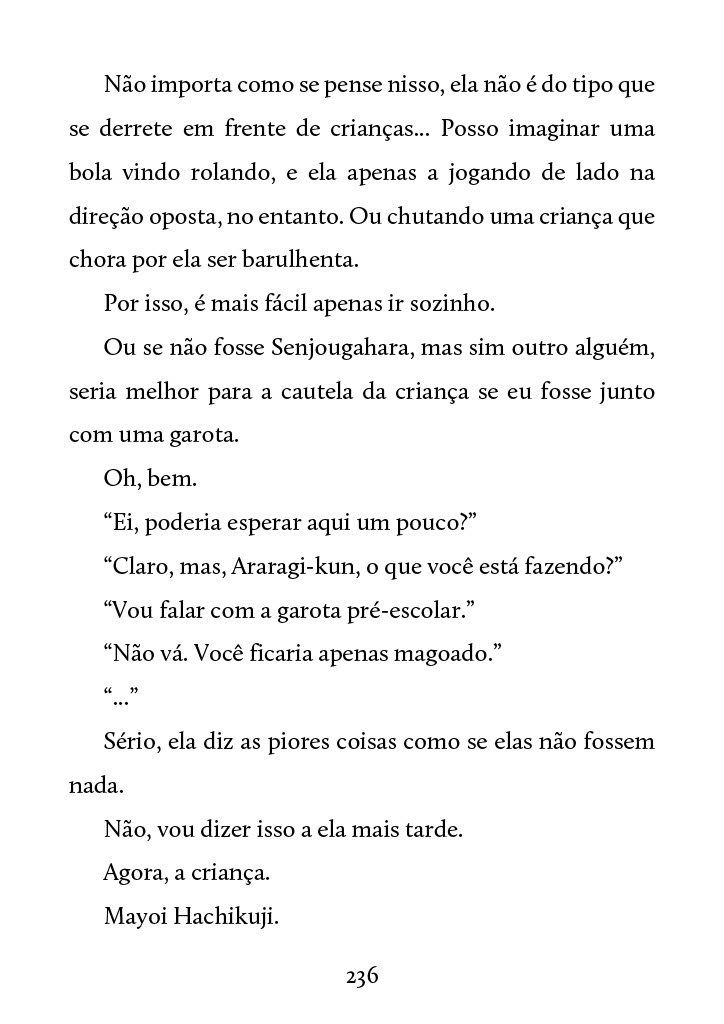 Não importa como se pense nisso, ela não é do tipo que
se derrete em frente de crianças... Posso imaginar uma
bola vindo rolando, e ela apenas a jogando de lado na
direção oposta, no entanto. Ou chutando uma criança que
chora por ela ser barulhenta.
Por isso, é mais fácil apenas ir sozinho.
Ou se não fosse Senjougahara, mas sim outro alguém,
seria melhor para a cautela da criança se eu fosse junto
com uma garota.
Oh, bem.
“Ei, poderia esperar aqui um pouco?”
“Claro, mas, Araragi-kun, o que você está fazendo?”
“Vou falar com a garota pré-escolar.”
“Não vá. Você ficaria apenas magoado.”
“...”
Sério, ela diz as piores coisas como se elas não fossem
nada.
Não, vou dizer isso a ela mais tarde.
Agora, a criança.
Mayoi Hachikuji.
236